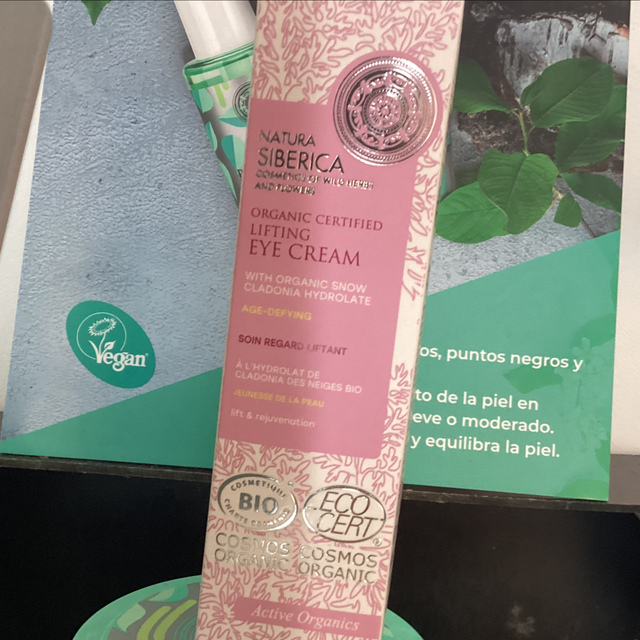 NATURA
SIBERICA
COSMETICS OF WILD HERBS
AND FLOWERS
ORGANIC CERTIFIED
LIFTING
EYE CREAM
WITH ORGANIC SNOW
CLADONIA HYDROLATE
AGE-DEFYING
SOIN REGARD LIFTANT
À L'HYDROLAT DE
CLADONIA DES NEIGES BIO
JEUNESSE DE LA PEAU
lift & rejuvenation
COSMETIQUE
BIO
CHARTE COSMEBIO
COSMOS
ORGANIC
ECO
CERT
COSMOS
ORGANIC
Active Organics
Vegan
os, puntos negros y
to de la piel en
eve o moderado.
y equilibra la piel.